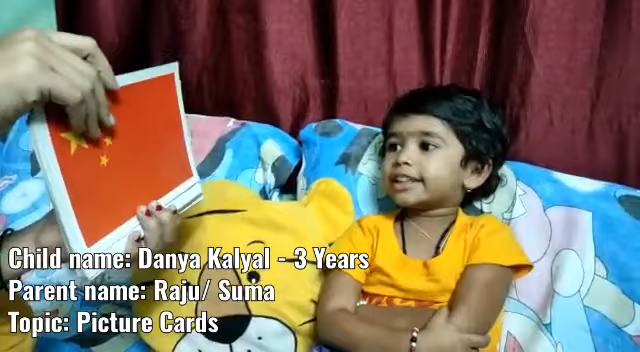 Child name: Danya Kalyal - 3 Years
Parent name: Raju/ Suma
Topic: Picture Cards